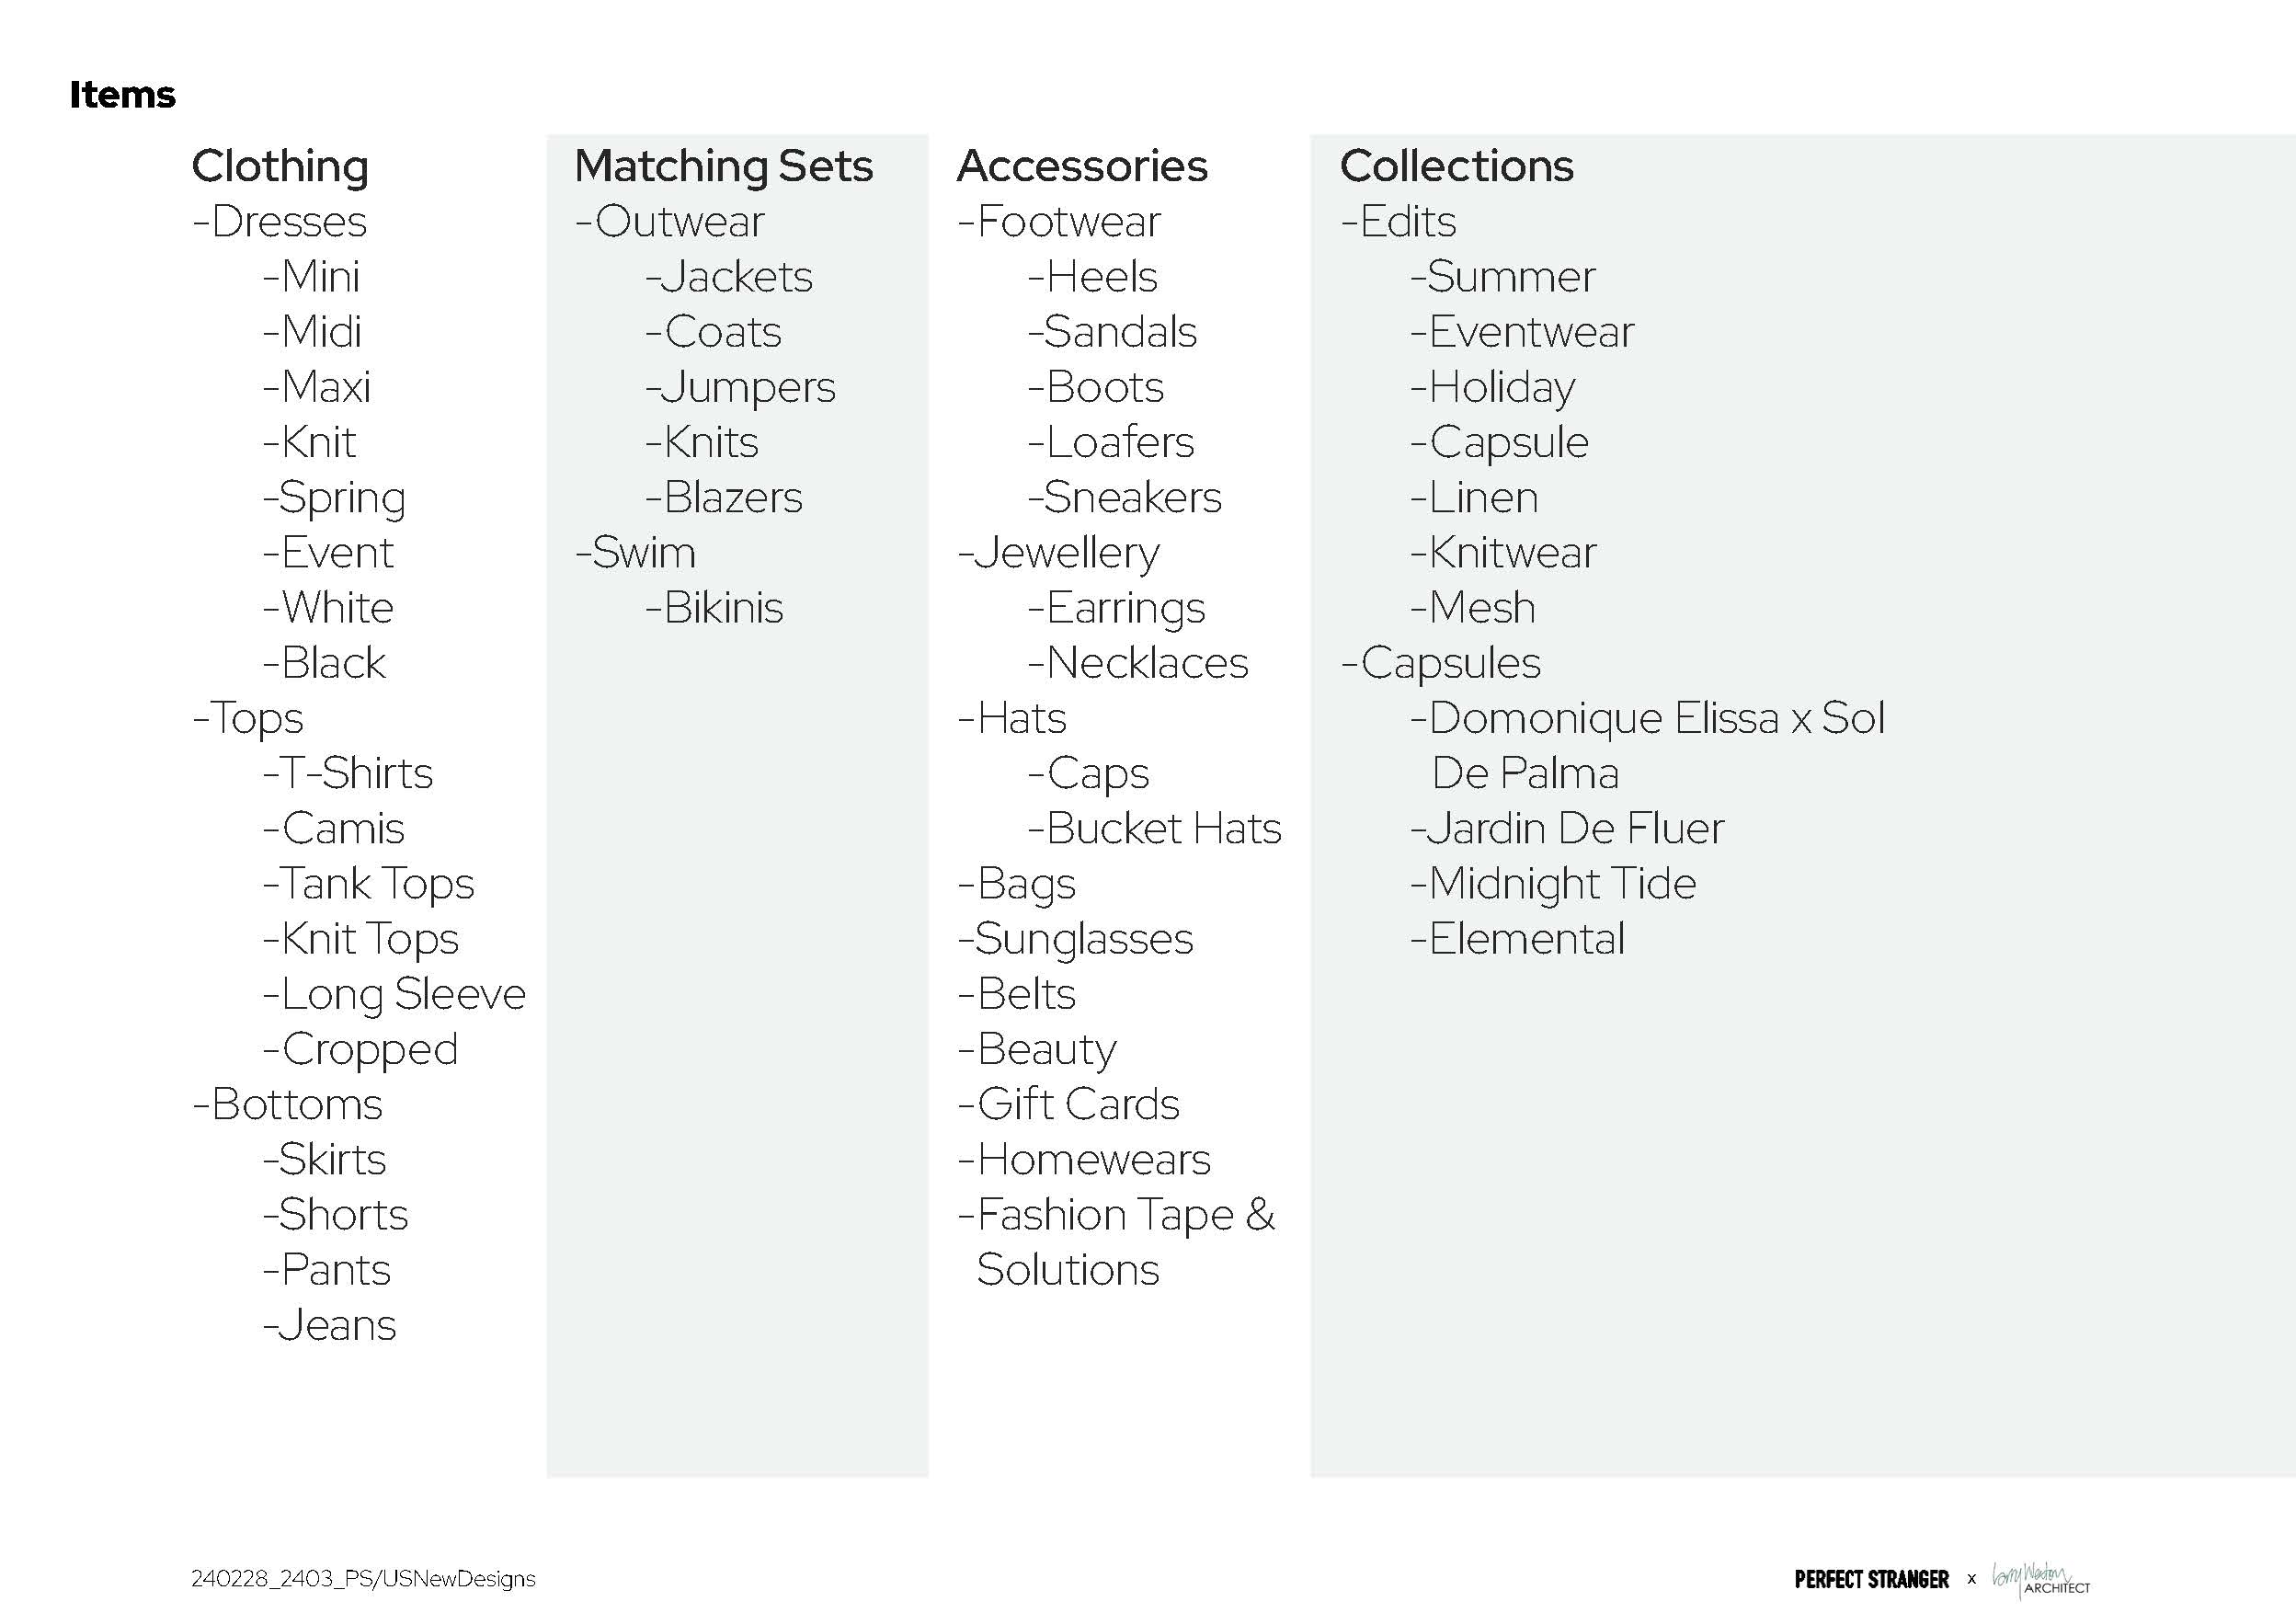 Items
Clothing
-Dresses
-Mini
-Midi
-Maxi
-Knit
-Spring
-Event
-White
-Black
-Tops
-T-Shirts
-Camis
-Tank Tops
-Knit Tops
-Long Sleeve
-Cropped
-Bottoms
-Skirts
-Shorts
-Pants
-Jeans
Matching Sets
-Outwear
-Jackets
-Coats
-Jumpers
-Knits
-Blazers
-Swim
-Bikinis
Accessories
-Footwear
-Heels
-Sandals
-Boots
-Loafers
-Sneakers
-Jewellery
-Earrings
-Necklaces
-Hats
-Caps
-Bucket Hats
-Bags
-Sunglasses
-Belts
-Beauty
-Gift Cards
-Homewears
-Fashion Tape &
Solutions
Collections
-Edits
-Summer
-Eventwear
-Holiday
-Capsule
-Linen
-Knitwear
-Mesh
-Capsules
-Domonique Elissa x Sol
De Palma
-Jardin De Fluer
-Midnight Tide
-Elemental
240228_2403_PS/USNewDesigns
PERFECT STRANGER x
ARCHITECT